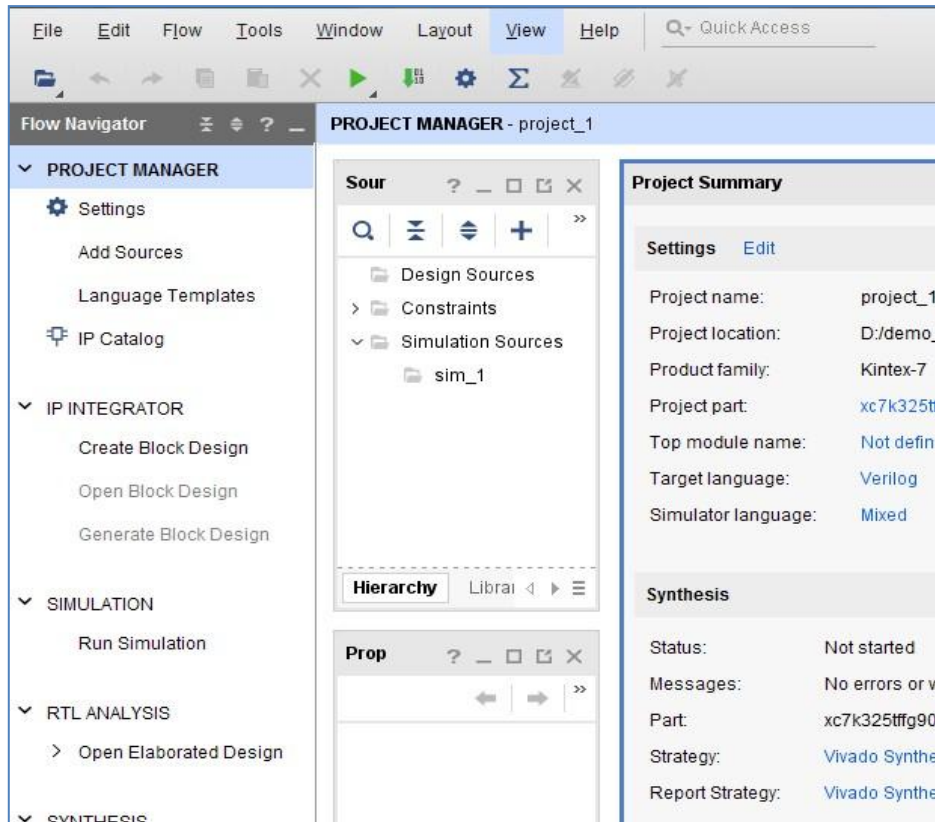 File Edit Flow Tools Window Layout View Help Quick Access
Flow Navigator
PROJECT MANAGER - project_1
PROJECT MANAGER
Settings
Add Sources
Language Templates
IP Catalog
IP INTEGRATOR
Create Block Design
Open Block Design
Generate Block Design
SIMULATION
Run Simulation
RTL ANALYSIS
Open Elaborated Design
SYNTHESIS
Sour
Design Sources
Constraints
Simulation Sources
sim_1
Hierarchy Librar
Prop
Project Summary
Settings Edit
Project name: project_1
Project location: D:/demo_
Product family: Kintex-7
Project part: xc7k325t
Top module name: Not defin
Target language: Verilog
Simulator language: Mixed
Synthesis
Status: Not started
Messages: No errors or w
Part: xc7k325tffg90
Strategy: Vivado Synthe
Report Strategy: Vivado Synthe